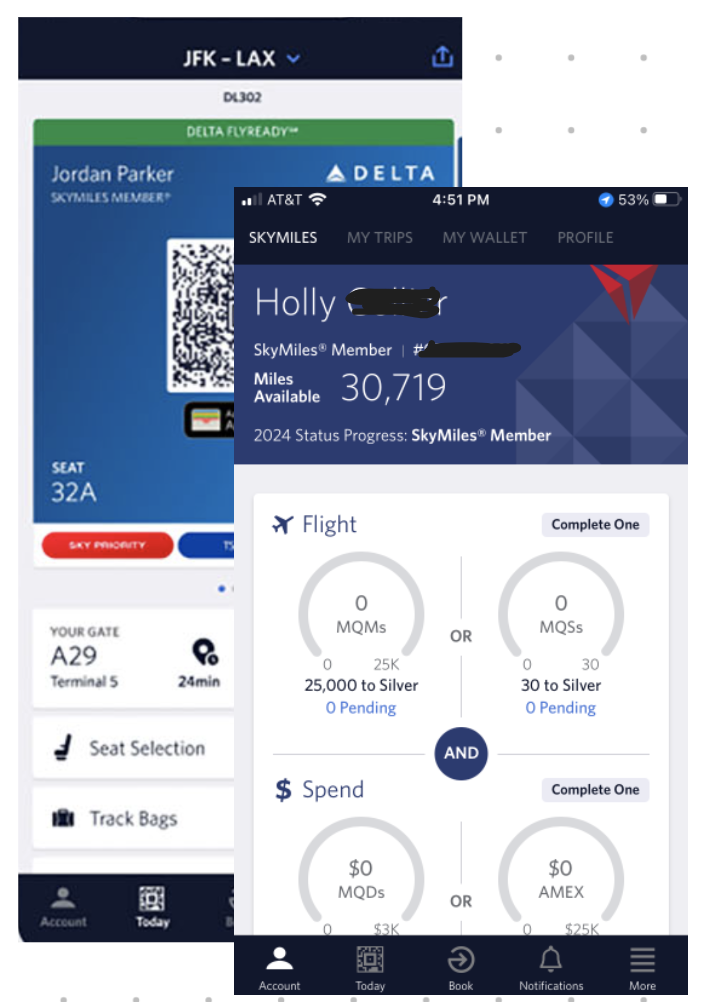 JFK – LAX
DL302
DELTA FLYREADY℠
Jordan Parker
DELTA
SKYMILES MEMBER®
SEAT
32A
SKY PRIORITY
YOUR GATE
A29
Terminal 5
24min
Seat Selection
Track Bags
Account
Today
AT&T
4:51 PM
53%
SKYMILES
MY TRIPS
MY WALLET
PROFILE
Holly
SkyMiles® Member | #
Miles
Available
30,719
2024 Status Progress: SkyMiles® Member
Flight
Complete One
0
MQMs
0 25K
25,000 to Silver
0 Pending
OR
0
MQSs
0 30
30 to Silver
0 Pending
AND
$ Spend
Complete One
$0
MQDs
0 $3K
OR
$0
AMEX
0 $25K
Account
Today
Book
Notifications
More